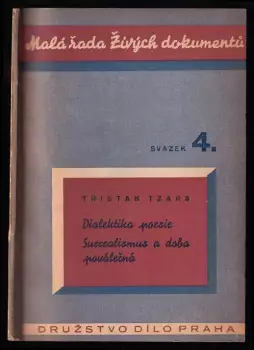 Malá řada Živých dokumentů
SVAZEK 4.
TRISTAN TZARA
Dialektika poesie
Surrealismus a doba
poválečná
DRUŽSTVO DÍLO PRAHA